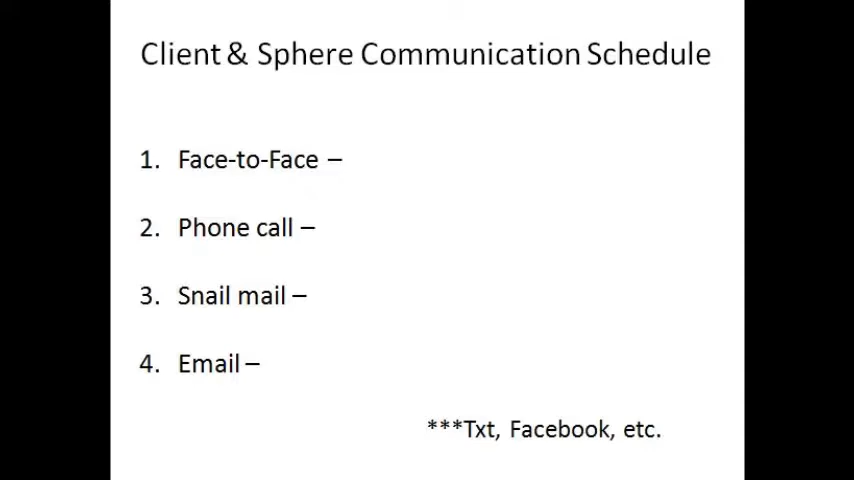 Client & Sphere Communication Schedule
1. Face-to-Face –
2. Phone call –
3. Snail mail –
4. Email –
***Txt, Facebook, etc.